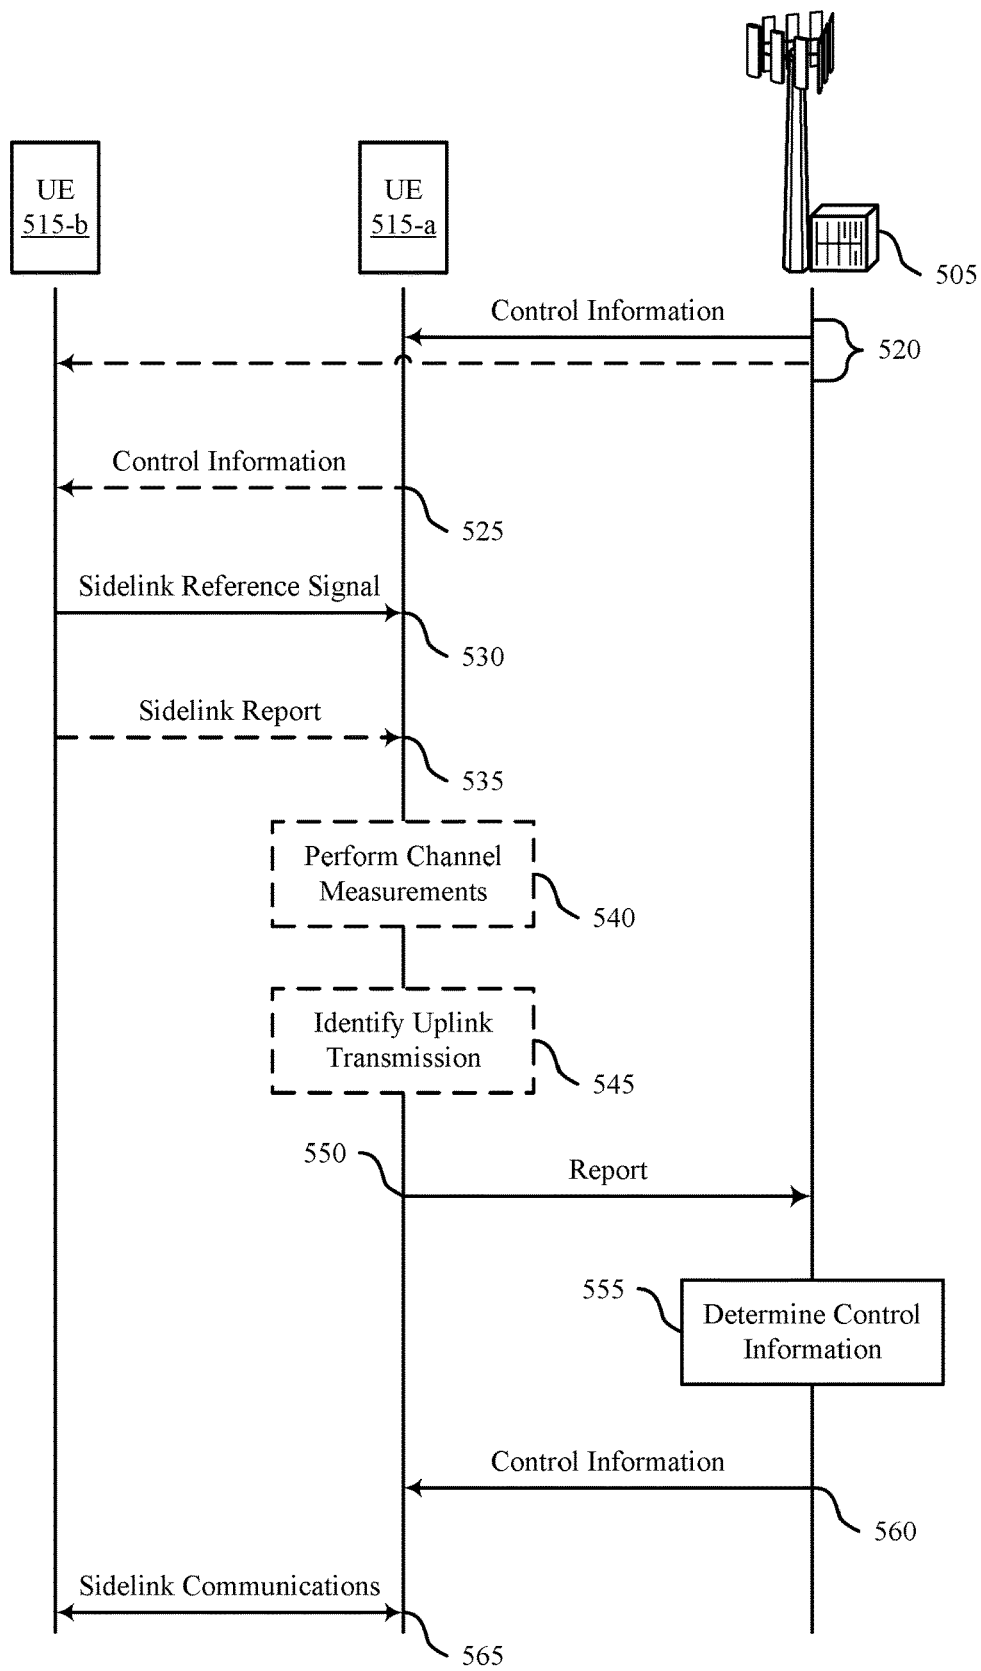 UE
515-b
UE
515-a
505
Control Information
520
Control Information
525
Sidelink Reference Signal
530
Sidelink Report
535
Perform Channel
Measurements
540
Identify Uplink
Transmission
545
550
Report
555
Determine Control
Information
Control Information
560
Sidelink Communications
565